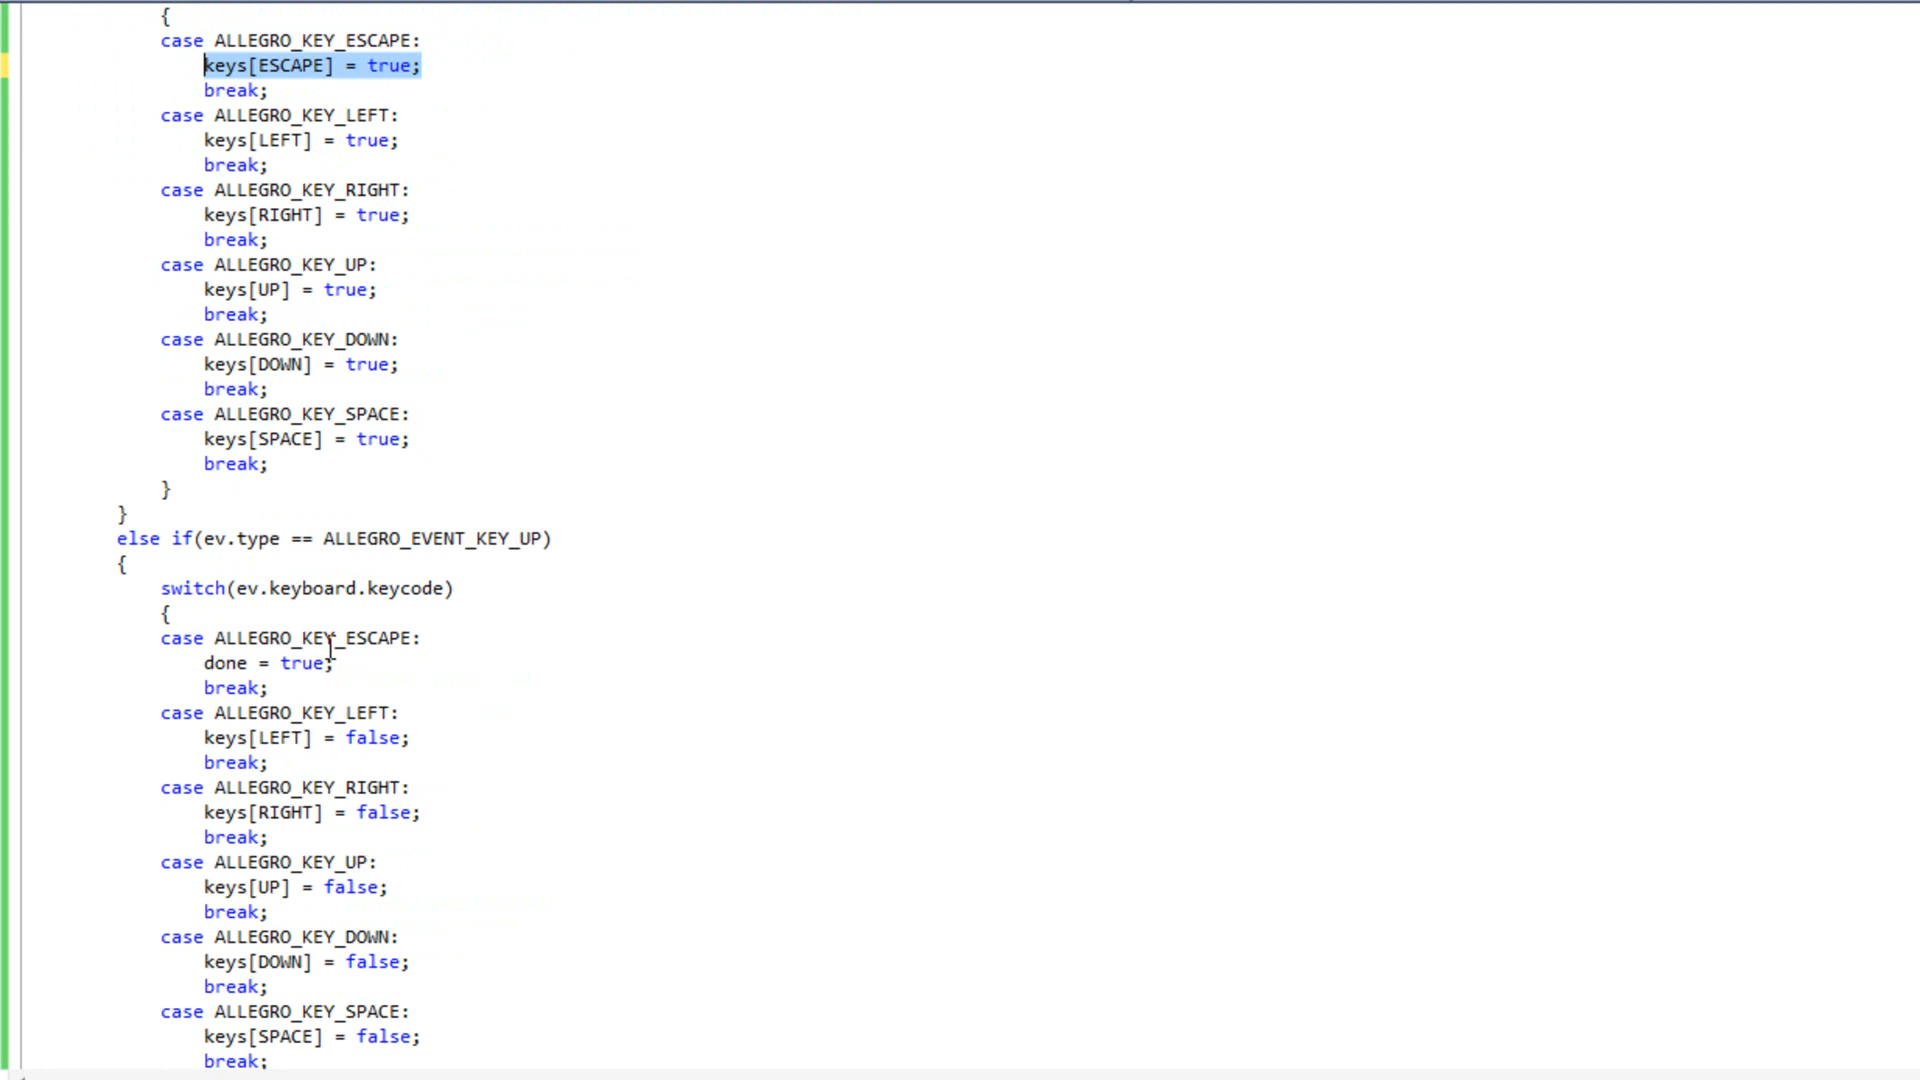 {
case ALLEGRO_KEY_ESCAPE:
keys[ESCAPE] = true;
break;
case ALLEGRO_KEY_LEFT:
keys[LEFT] = true;
break;
case ALLEGRO_KEY_RIGHT:
keys[RIGHT] = true;
break;
case ALLEGRO_KEY_UP:
keys[UP] = true;
break;
case ALLEGRO_KEY_DOWN:
keys[DOWN] = true;
break;
case ALLEGRO_KEY_SPACE:
keys[SPACE] = true;
break;
}
}
else if(ev.type == ALLEGRO_EVENT_KEY_UP)
{
switch(ev.keyboard.keycode)
{
case ALLEGRO_KEY_ESCAPE:
done = true;
break;
case ALLEGRO_KEY_LEFT:
keys[LEFT] = false;
break;
case ALLEGRO_KEY_RIGHT:
keys[RIGHT] = false;
break;
case ALLEGRO_KEY_UP:
keys[UP] = false;
break;
case ALLEGRO_KEY_DOWN:
keys[DOWN] = false;
break;
case ALLEGRO_KEY_SPACE:
keys[SPACE] = false;
break;